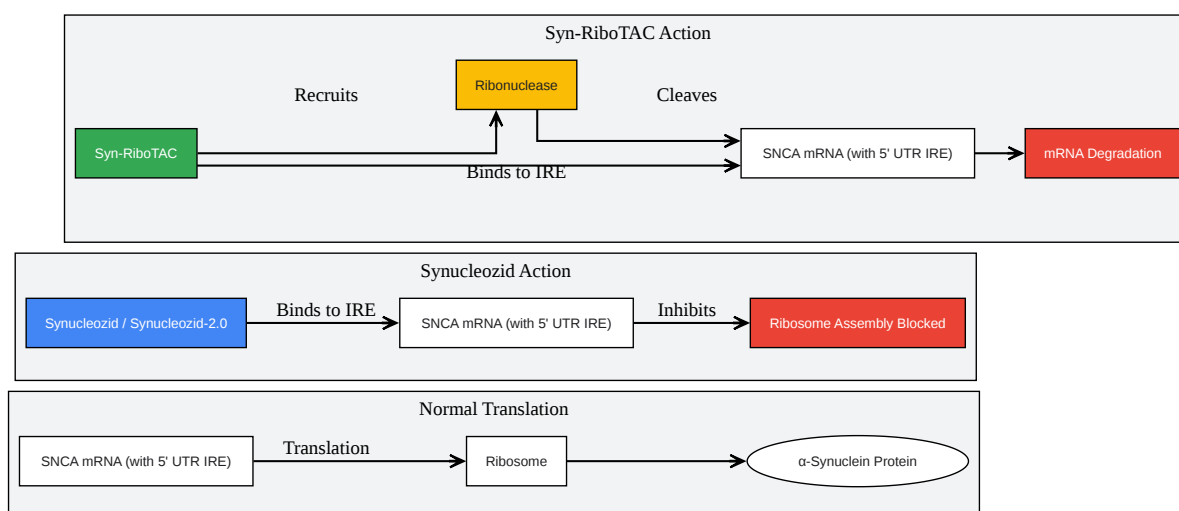 Syn-RiboTAC Action
Ribonuclease
Recruits
Cleaves
Syn-RiboTAC
SNCA mRNA (with 5' UTR IRE)
mRNA Degradation
Binds to IRE
Synucleozid Action
Binds to IRE
Inhibits
Synucleozid / Synucleozid-2.0
SNCA mRNA (with 5' UTR IRE)
Ribosome Assembly Blocked
Normal Translation
Translation
SNCA mRNA (with 5' UTR IRE)
Ribosome
α-Synuclein Protein